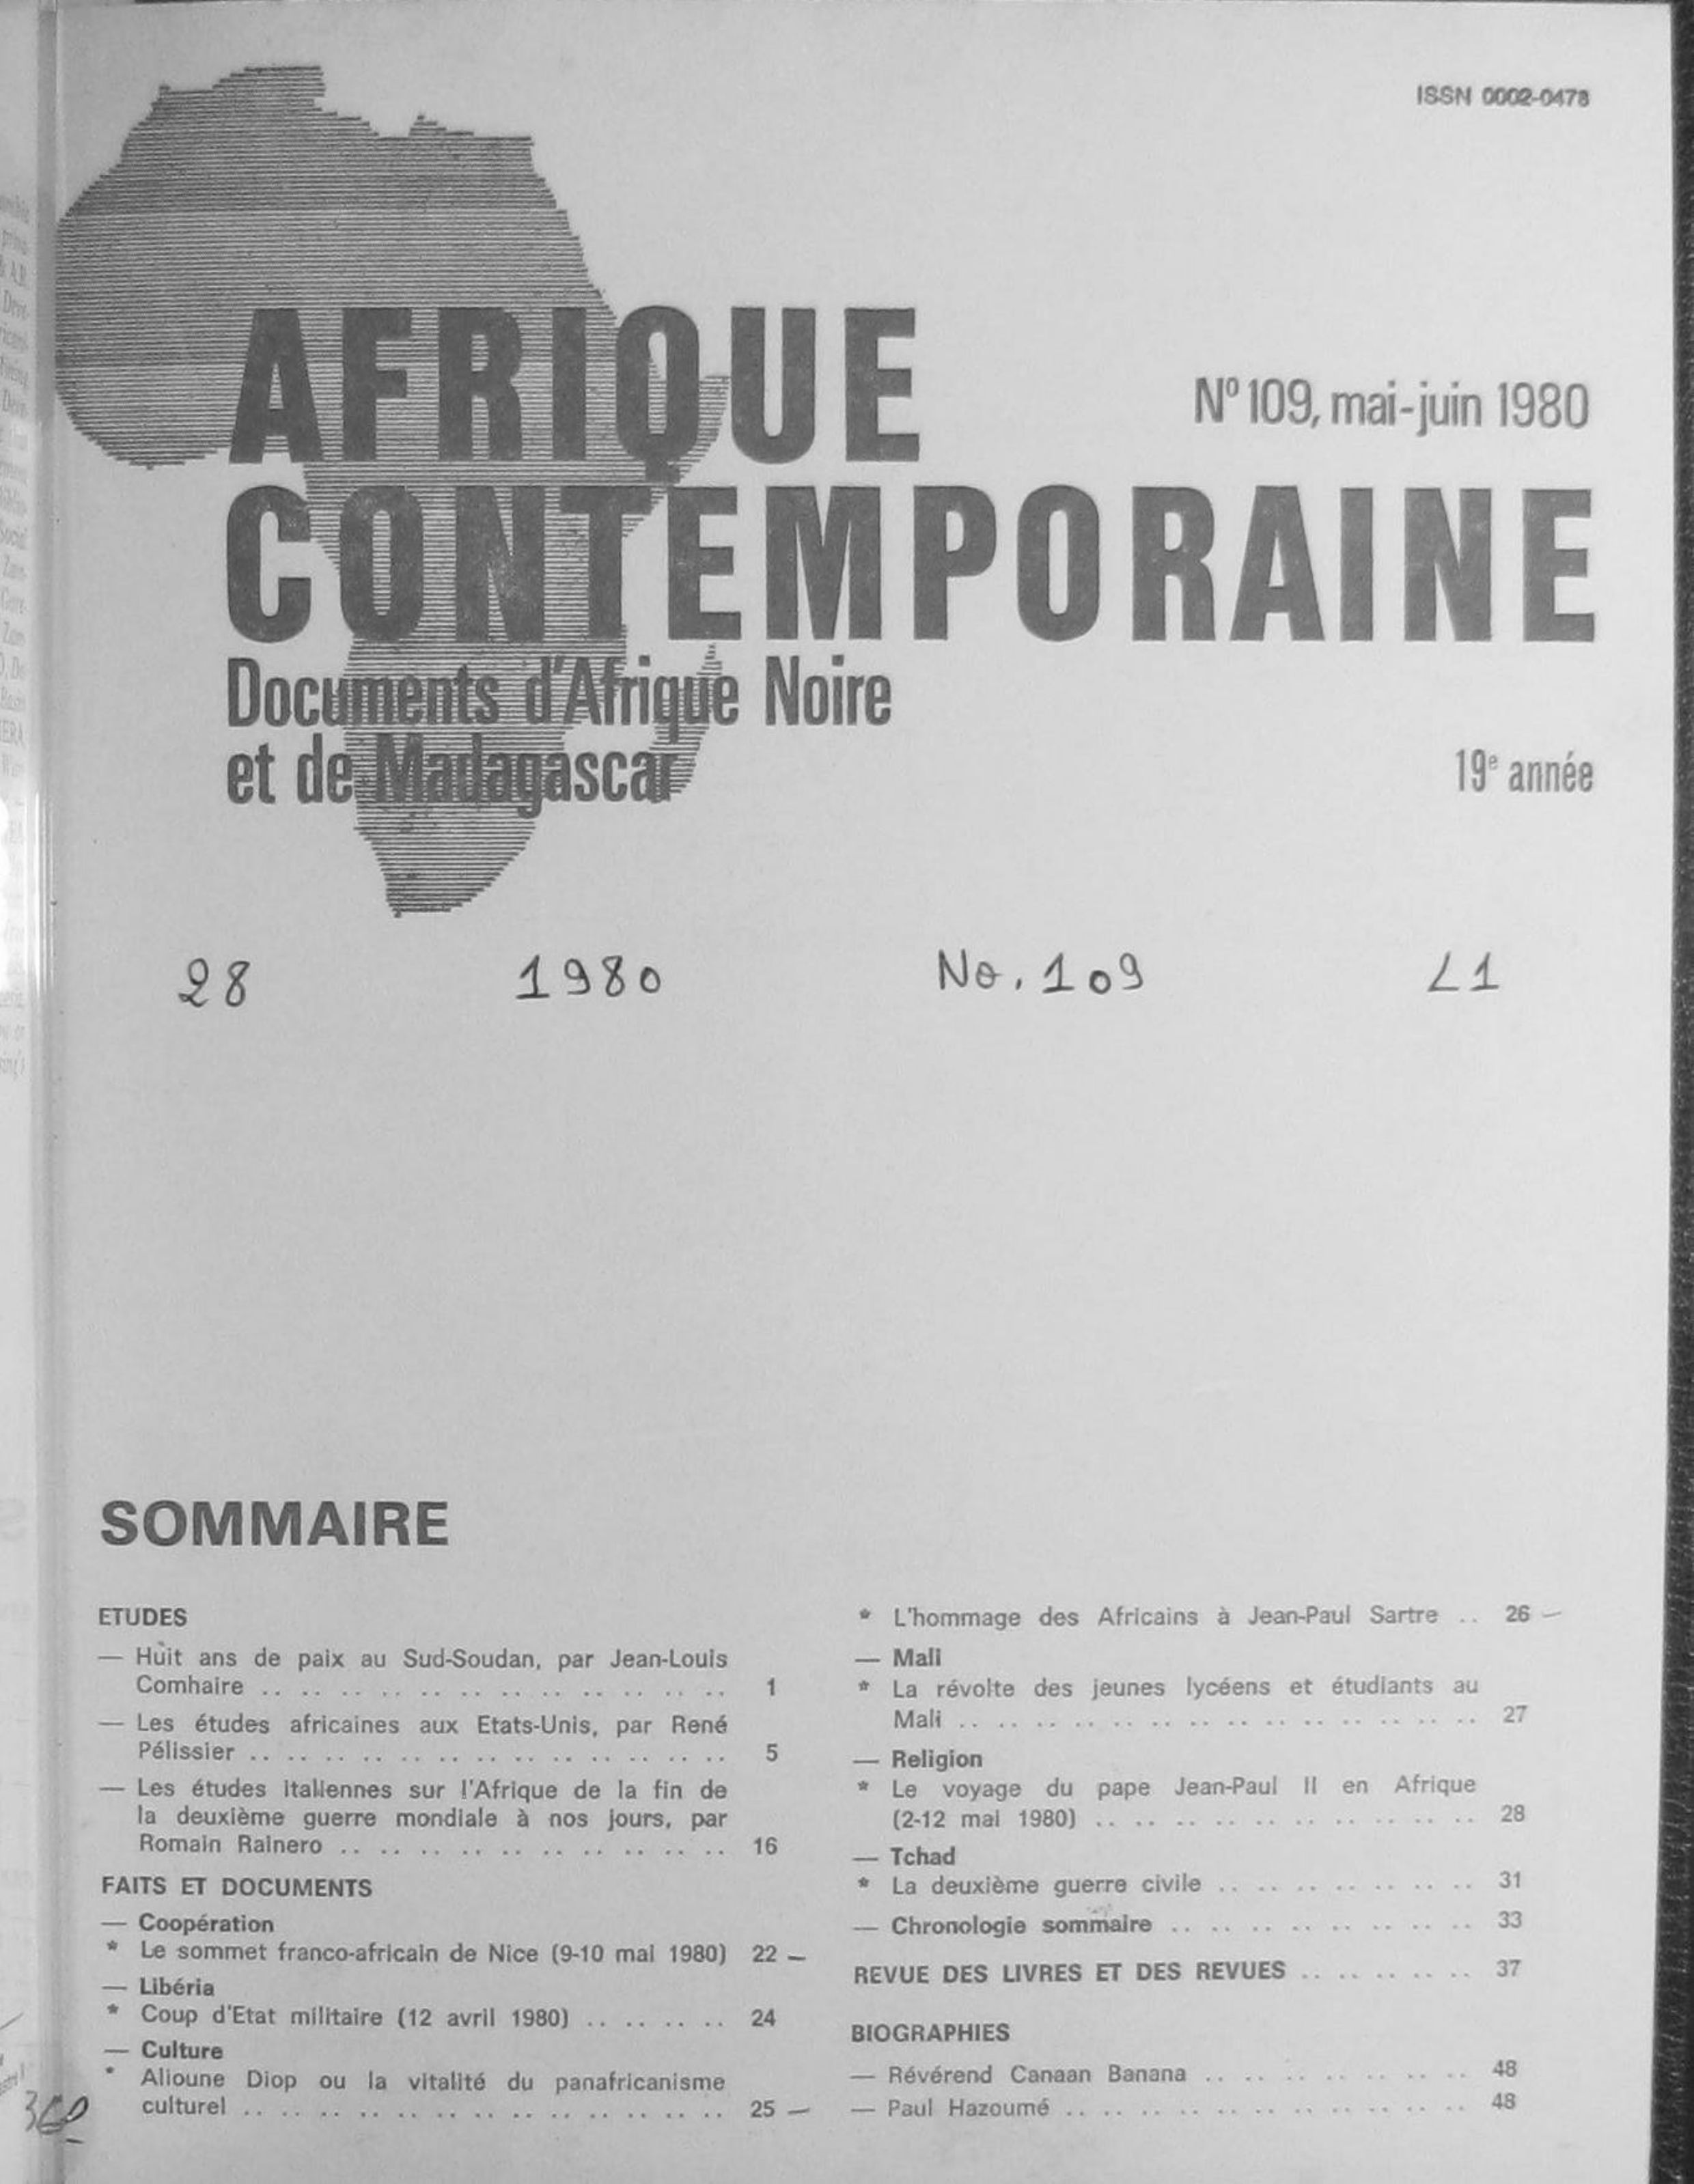 ISSN 0002-0478
AFRIQUE
N° 109, mai-juin 1980
CONTEMPORAINE
Documents d'Afrique Noire
et de Madagascar
19e année
28 1980 No. 109 L1
SOMMAIRE
ETUDES
— Huit ans de paix au Sud-Soudan, par Jean-Louis
Comhaire .. .. .. .. .. .. .. .. .. .. .. .. 1
— Les études africaines aux Etats-Unis, par René
Pélissier .. .. .. .. .. .. .. .. .. .. .. .. .. 5
— Les études italiennes sur l'Afrique de la fin de
la deuxième guerre mondiale à nos jours, par
Romain Rainero .. .. .. .. .. .. .. .. .. .. 16
FAITS ET DOCUMENTS
— Coopération
* Le sommet franco-africain de Nice (9-10 mai 1980) 22 —
— Libéria
* Coup d'Etat militaire (12 avril 1980) .. .. .. .. 24
— Culture
* Alioune Diop ou la vitalité du panafricanisme
culturel .. .. .. .. .. .. .. .. .. .. .. .. .. 25 —
* L'hommage des Africains à Jean-Paul Sartre .. 26 —
— Mali
* La révolte des jeunes lycéens et étudiants au
Mali .. .. .. .. .. .. .. .. .. .. .. .. .. .. 27
— Religion
* Le voyage du pape Jean-Paul II en Afrique
(2-12 mai 1980) .. .. .. .. .. .. .. .. .. .. 28
— Tchad
* La deuxième guerre civile .. .. .. .. .. .. .. 31
— Chronologie sommaire .. .. .. .. .. .. .. .. 33
REVUE DES LIVRES ET DES REVUES .. .. .. .. .. 37
BIOGRAPHIES
— Révérend Canaan Banana .. .. .. .. .. .. .. 48
— Paul Hazoumé .. .. .. .. .. .. .. .. .. .. .. 48